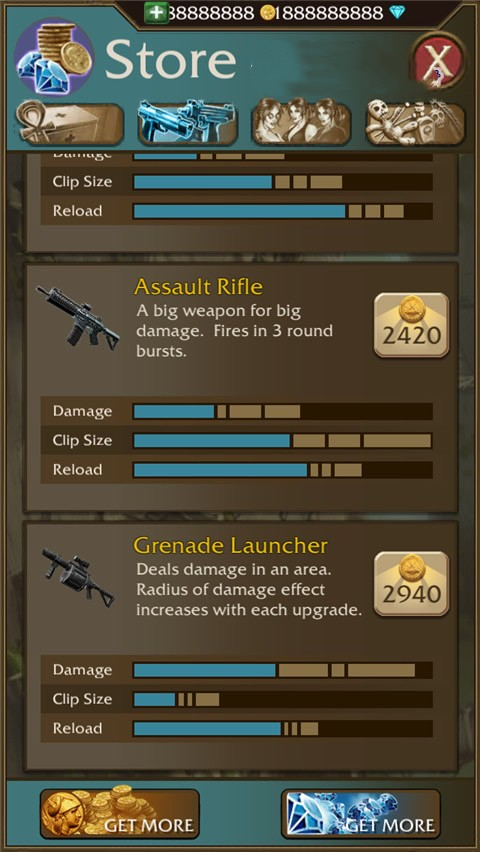 38888888 1888888888
Store
X
Damage
Clip Size
Reload
Assault Rifle
A big weapon for big
damage. Fires in 3 round
bursts.
2420
Damage
Clip Size
Reload
Grenade Launcher
Deals damage in an area.
Radius of damage effect
increases with each upgrade.
2940
Damage
Clip Size
Reload
GET MORE
GET MORE